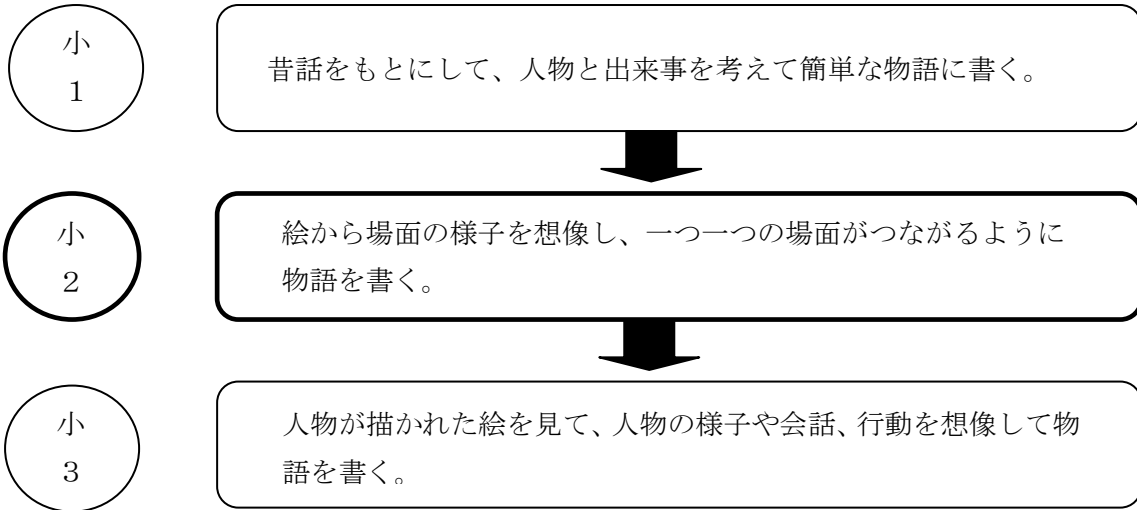 小
1
昔話をもとにして、人物と出来事を考えて簡単な物語に書く。
小
２
絵から場面の様子を想像し、一つ一つの場面がつながるように
物語を書く。
小
３
人物が描かれた絵を見て、人物の様子や会話、行動を想像して物
語を書く。